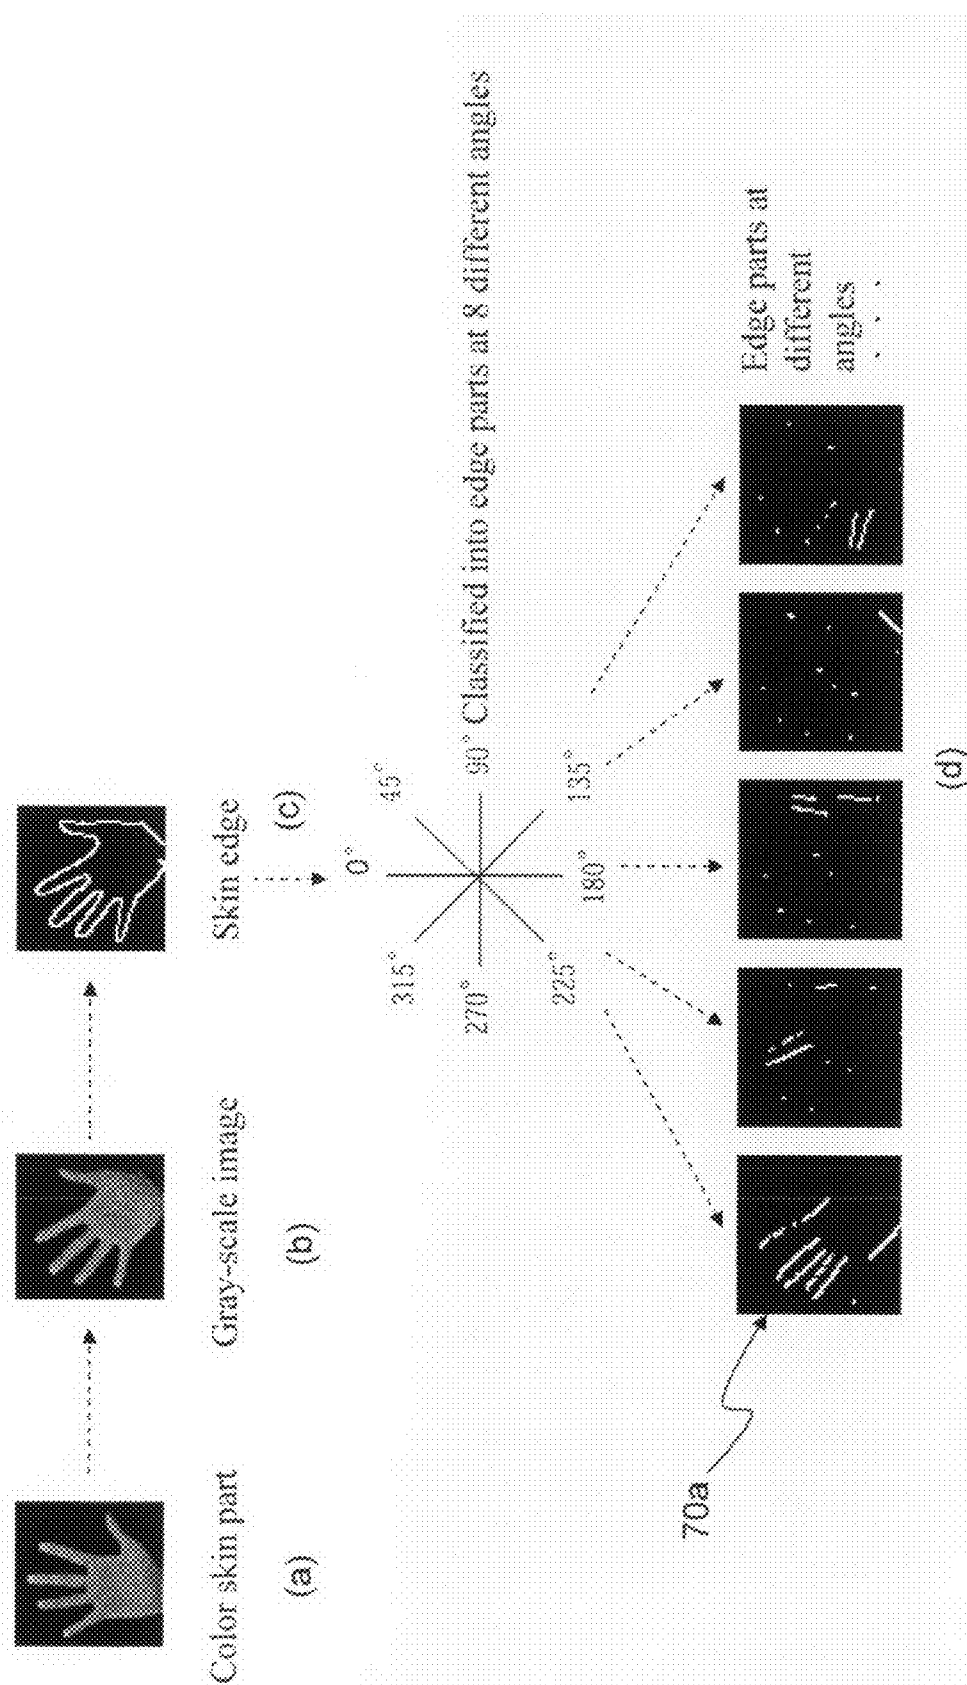 Color skin part
(a)
Gray-scale image
(b)
Skin edge
(c)
0°
45°
90° Classified into edge parts at 8 different angles
135°
180°
225°
270°
315°
Edge parts at
different
angles . . .
70a
(d)